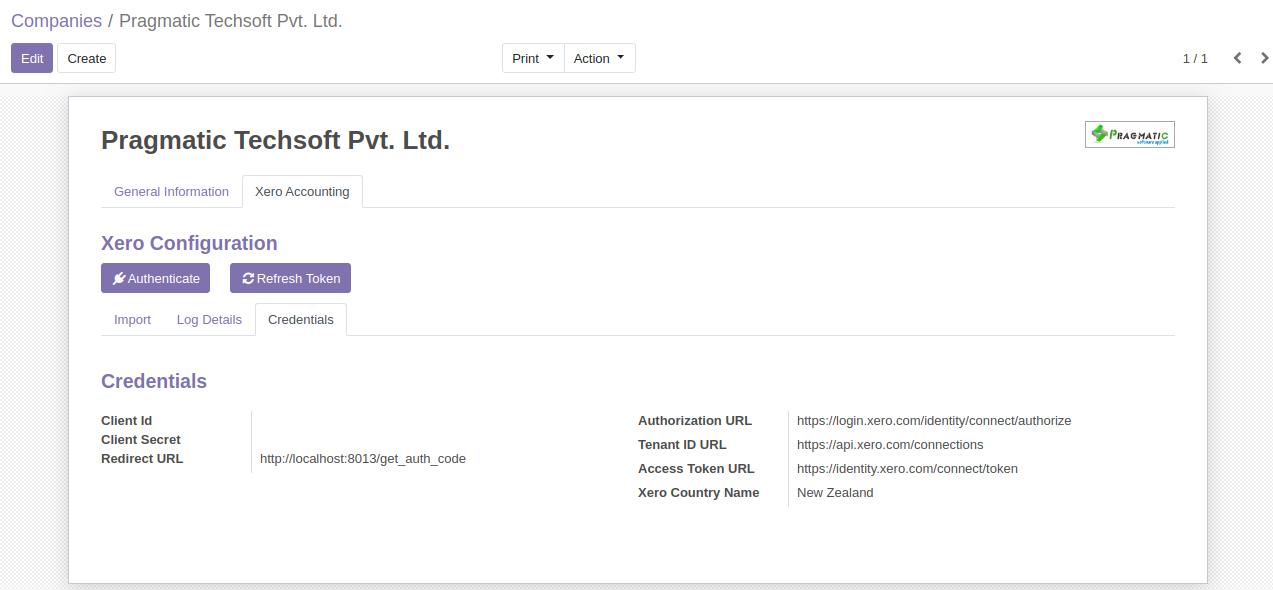 Companies / Pragmatic Techsoft Pvt. Ltd.
Edit Create Print Action 1 / 1
Pragmatic Techsoft Pvt. Ltd.
PRAGMATIC
software applied
General Information Xero Accounting
Xero Configuration
Authenticate Refresh Token
Import Log Details Credentials
Credentials
Client Id
Client Secret
Redirect URL http://localhost:8013/get_auth_code
Authorization URL https://login.xero.com/identity/connect/authorize
Tenant ID URL https://api.xero.com/connections
Access Token URL https://identity.xero.com/connect/token
Xero Country Name New Zealand